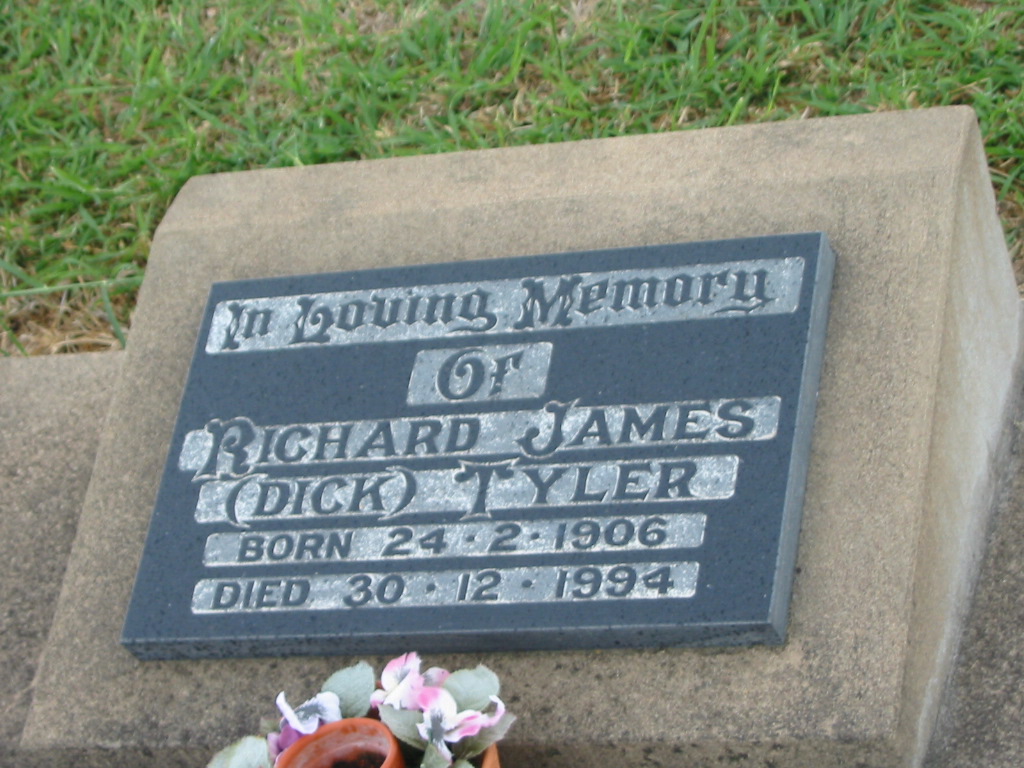 In Loving Memory
Of
RICHARD JAMES
(DICK) TYLER
BORN 24·2·1906
DIED 30·12·1994